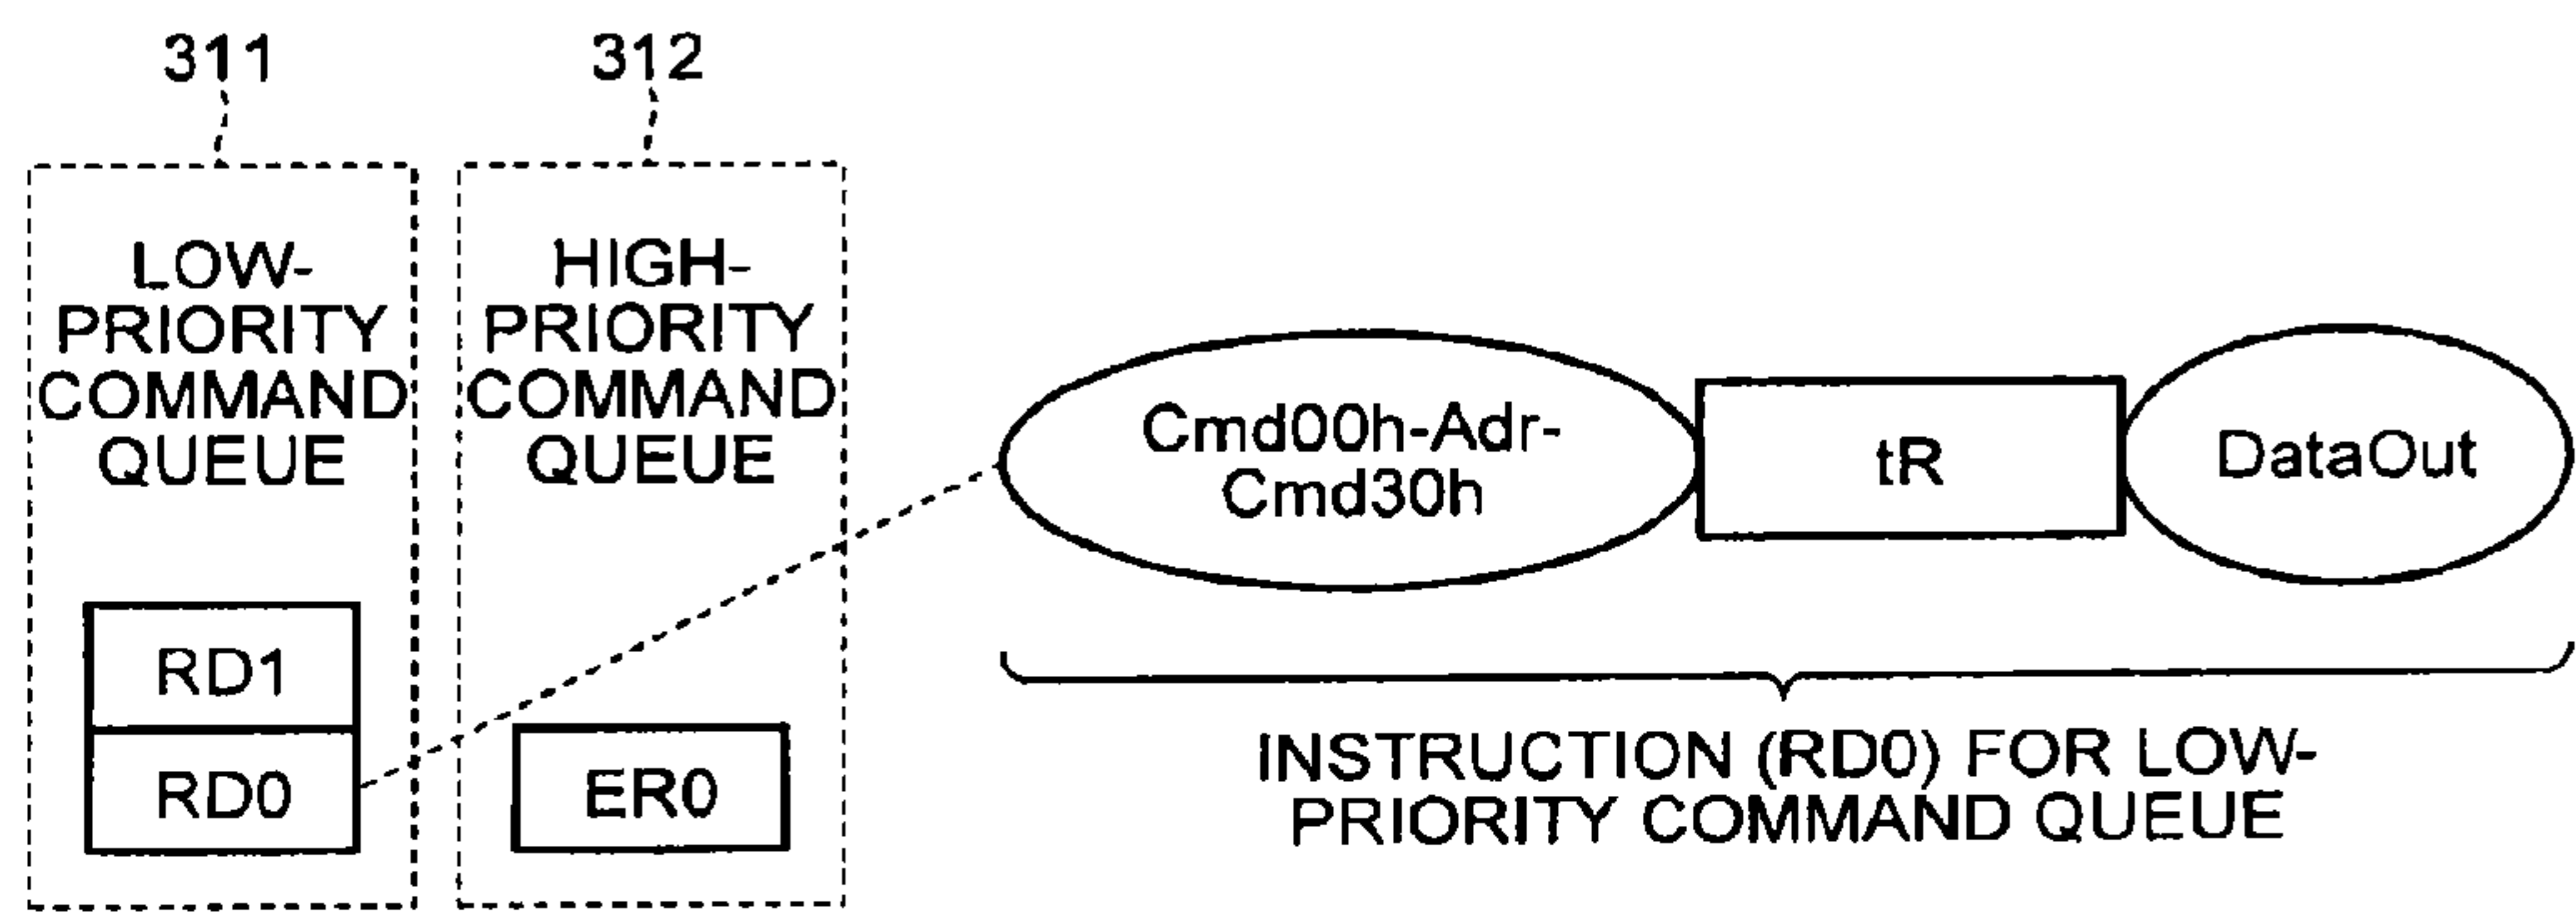 311
312
LOW-
PRIORITY
COMMAND
QUEUE
HIGH-
PRIORITY
COMMAND
QUEUE
RD1
RD0
ER0
Cmd00h-Adr-
Cmd30h
tR
DataOut
INSTRUCTION (RD0) FOR LOW-
PRIORITY COMMAND QUEUE